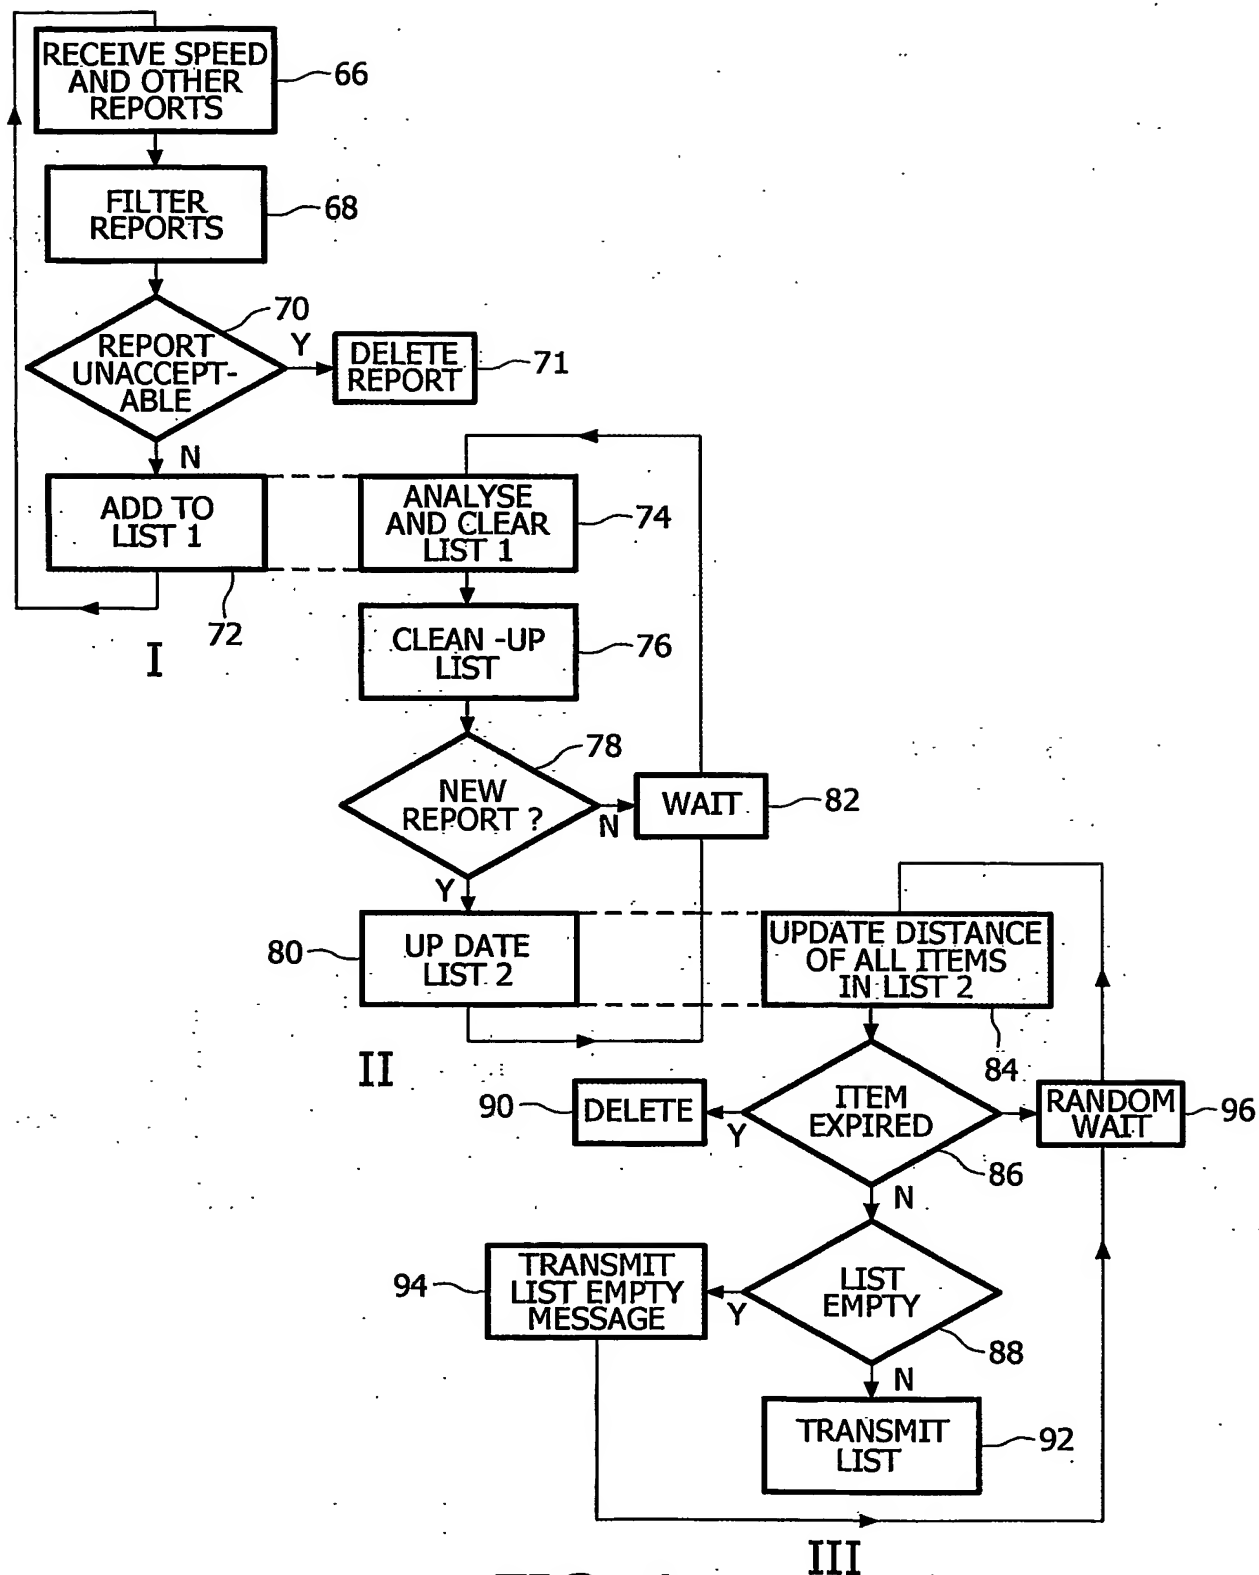 RECEIVE SPEED
AND OTHER
REPORTS
66
FILTER
REPORTS
68
70
REPORT
UNACCEPT-
ABLE
Y
DELETE
REPORT
71
N
ADD TO
LIST 1
72
I
ANALYSE
AND CLEAR
LIST 1
74
CLEAN -UP
LIST
76
78
NEW
REPORT ?
N
WAIT
82
Y
80
UP DATE
LIST 2
II
UPDATE DISTANCE
OF ALL ITEMS
IN LIST 2
84
90
DELETE
Y
ITEM
EXPIRED
86
RANDOM
WAIT
96
N
94
TRANSMIT
LIST EMPTY
MESSAGE
Y
LIST
EMPTY
88
N
TRANSMIT
LIST
92
III